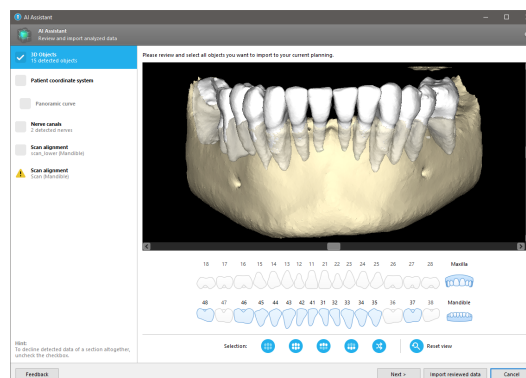 AI Assistant
AI Assistant
Review and import analyzed data
3D Objects
15 detected objects
Patient coordinate system
Panoramic curve
Nerve canals
2 detected nerves
Scan alignment
scan_lower (Mandible)
Scan alignment
Scan (Mandible)
Hint:
To decline detected data of a section altogether,
uncheck the checkbox.
Please review and select all objects you want to import to your current planning.
18 17 16 15 14 13 12 11 21 22 23 24 25 26 27 28 Maxilla
48 47 46 45 44 43 42 41 31 32 33 34 35 36 37 38 Mandible
Selection:
Reset view
Feedback
Next >
Import reviewed data
Cancel